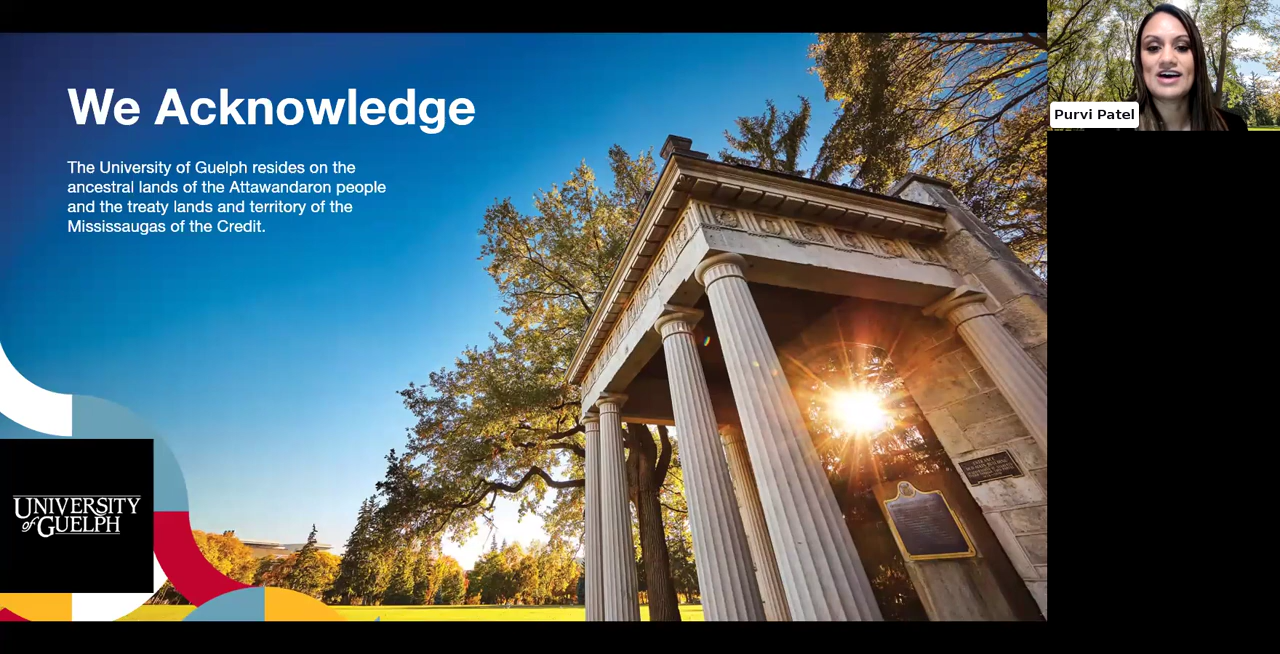 We Acknowledge
The University of Guelph resides on the
ancestral lands of the Attawandaron people
and the treaty lands and territory of the
Mississaugas of the Credit.
Purvi Patel
UNIVERSITY
of GUELPH